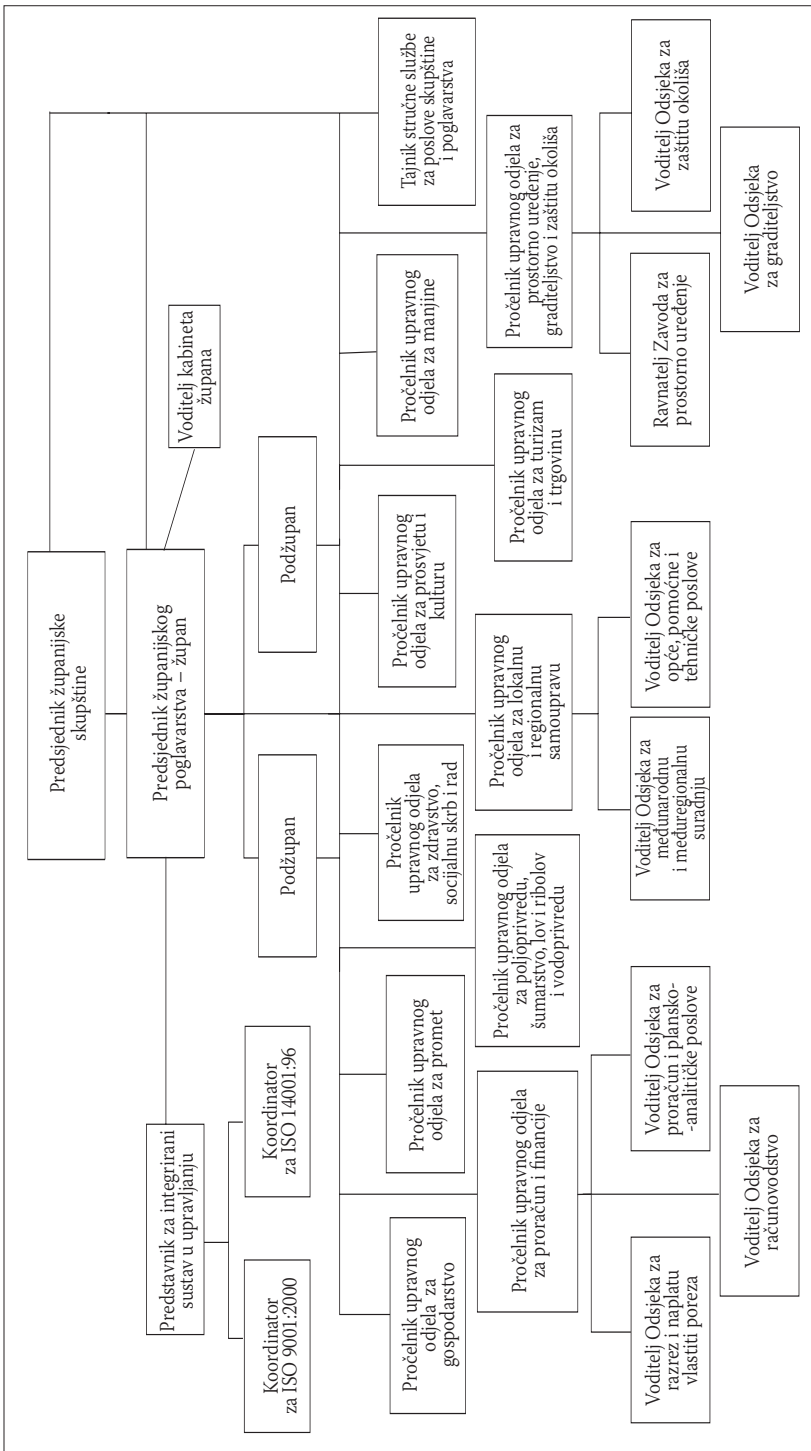 Predsjednik županijske
skupštine
Predsjednik županijskog
poglavarstva – župan
Voditelj kabineta
župana
Predstavnik za integrirani
sustav u upravljanju
Koordinator
za ISO 9001:2000
Koordinator
za ISO 14001:96
Podžupan
Podžupan
Pročelnik upravnog
odjela za
gospodarstvo
Pročelnik upravnog
odjela za promet
Pročelnik
upravnog odjela
za zdravstvo,
socijalnu skrb i rad
Pročelnik upravnog
odjela za prosvjetu i
kulturu
Pročelnik upravnog
odjela za manjine
Tajnik stručne službe
za poslove skupštine
i poglavarstva
Pročelnik upravnog odjela
za proračun i financije
Pročelnik upravnog odjela
za poljoprivredu,
šumarstvo, lov i ribolov
i vodoprivredu
Pročelnik upravnog
odjela za lokalnu
i regionalnu
samoupravu
Pročelnik upravnog
odjela za turizam
i trgovinu
Pročelnik upravnog odjela za
prostorno uređenje,
graditeljstvo i zaštitu okoliša
Voditelj Odsjeka za
razrez i naplatu
vlastiti poreza
Voditelj Odsjeka za
proračun i plansko-
-analitičke poslove
Voditelj Odsjeka za
međunarodnu
i međuregionalnu
suradnju
Voditelj Odsjeka za
opće, pomoćne i
tehničke poslove
Ravnatelj Zavoda za
prostorno uređenje
Voditelj Odsjeka za
zaštitu okoliša
Voditelj Odsjeka za
računovodstvo
Voditelj Odsjeka
za graditeljstvo